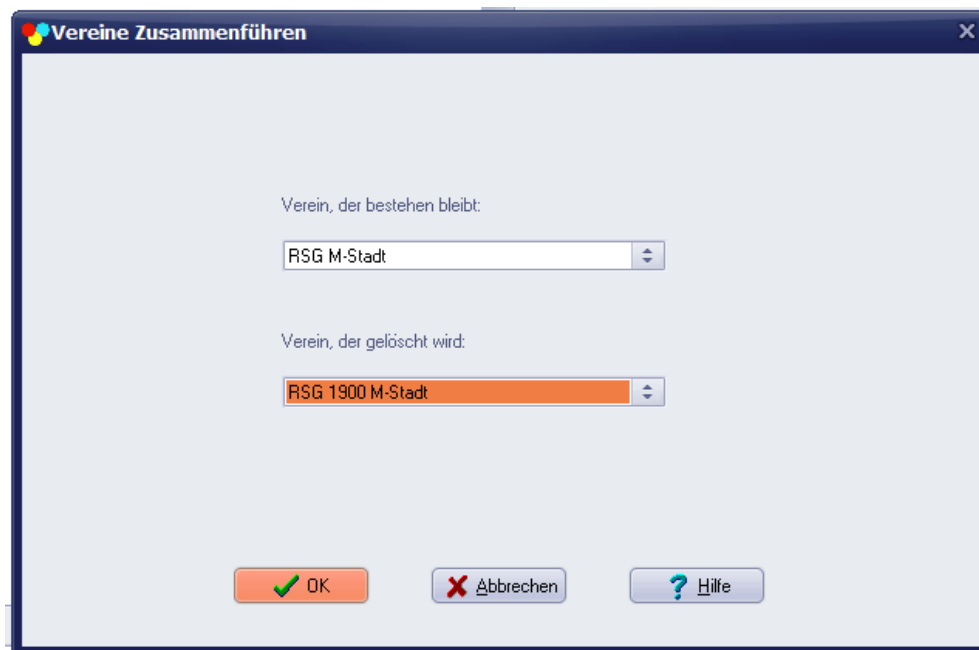 Vereine Zusammenführen
Verein, der bestehen bleibt:
RSG M-Stadt
Verein, der gelöscht wird:
RSG 1900 M-Stadt
OK Abbrechen Hilfe